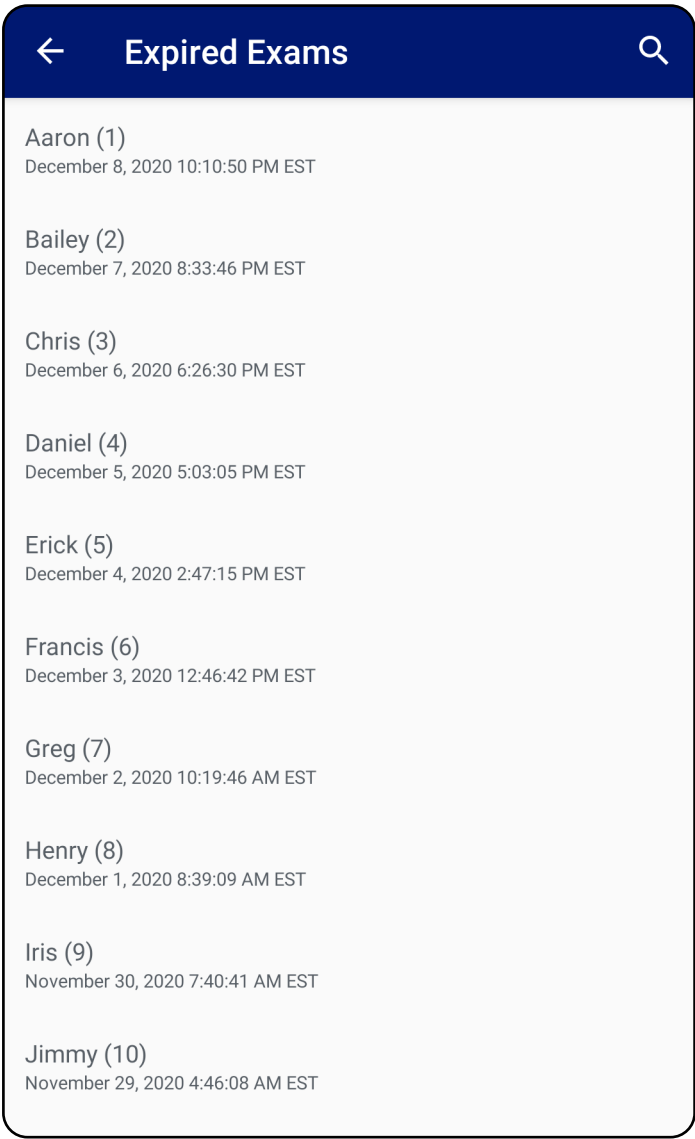 Expired Exams
Aaron (1)
December 8, 2020 10:10:50 PM EST
Bailey (2)
December 7, 2020 8:33:46 PM EST
Chris (3)
December 6, 2020 6:26:30 PM EST
Daniel (4)
December 5, 2020 5:03:05 PM EST
Erick (5)
December 4, 2020 2:47:15 PM EST
Francis (6)
December 3, 2020 12:46:42 PM EST
Greg (7)
December 2, 2020 10:19:46 AM EST
Henry (8)
December 1, 2020 8:39:09 AM EST
Iris (9)
November 30, 2020 7:40:41 AM EST
Jimmy (10)
November 29, 2020 4:46:08 AM EST